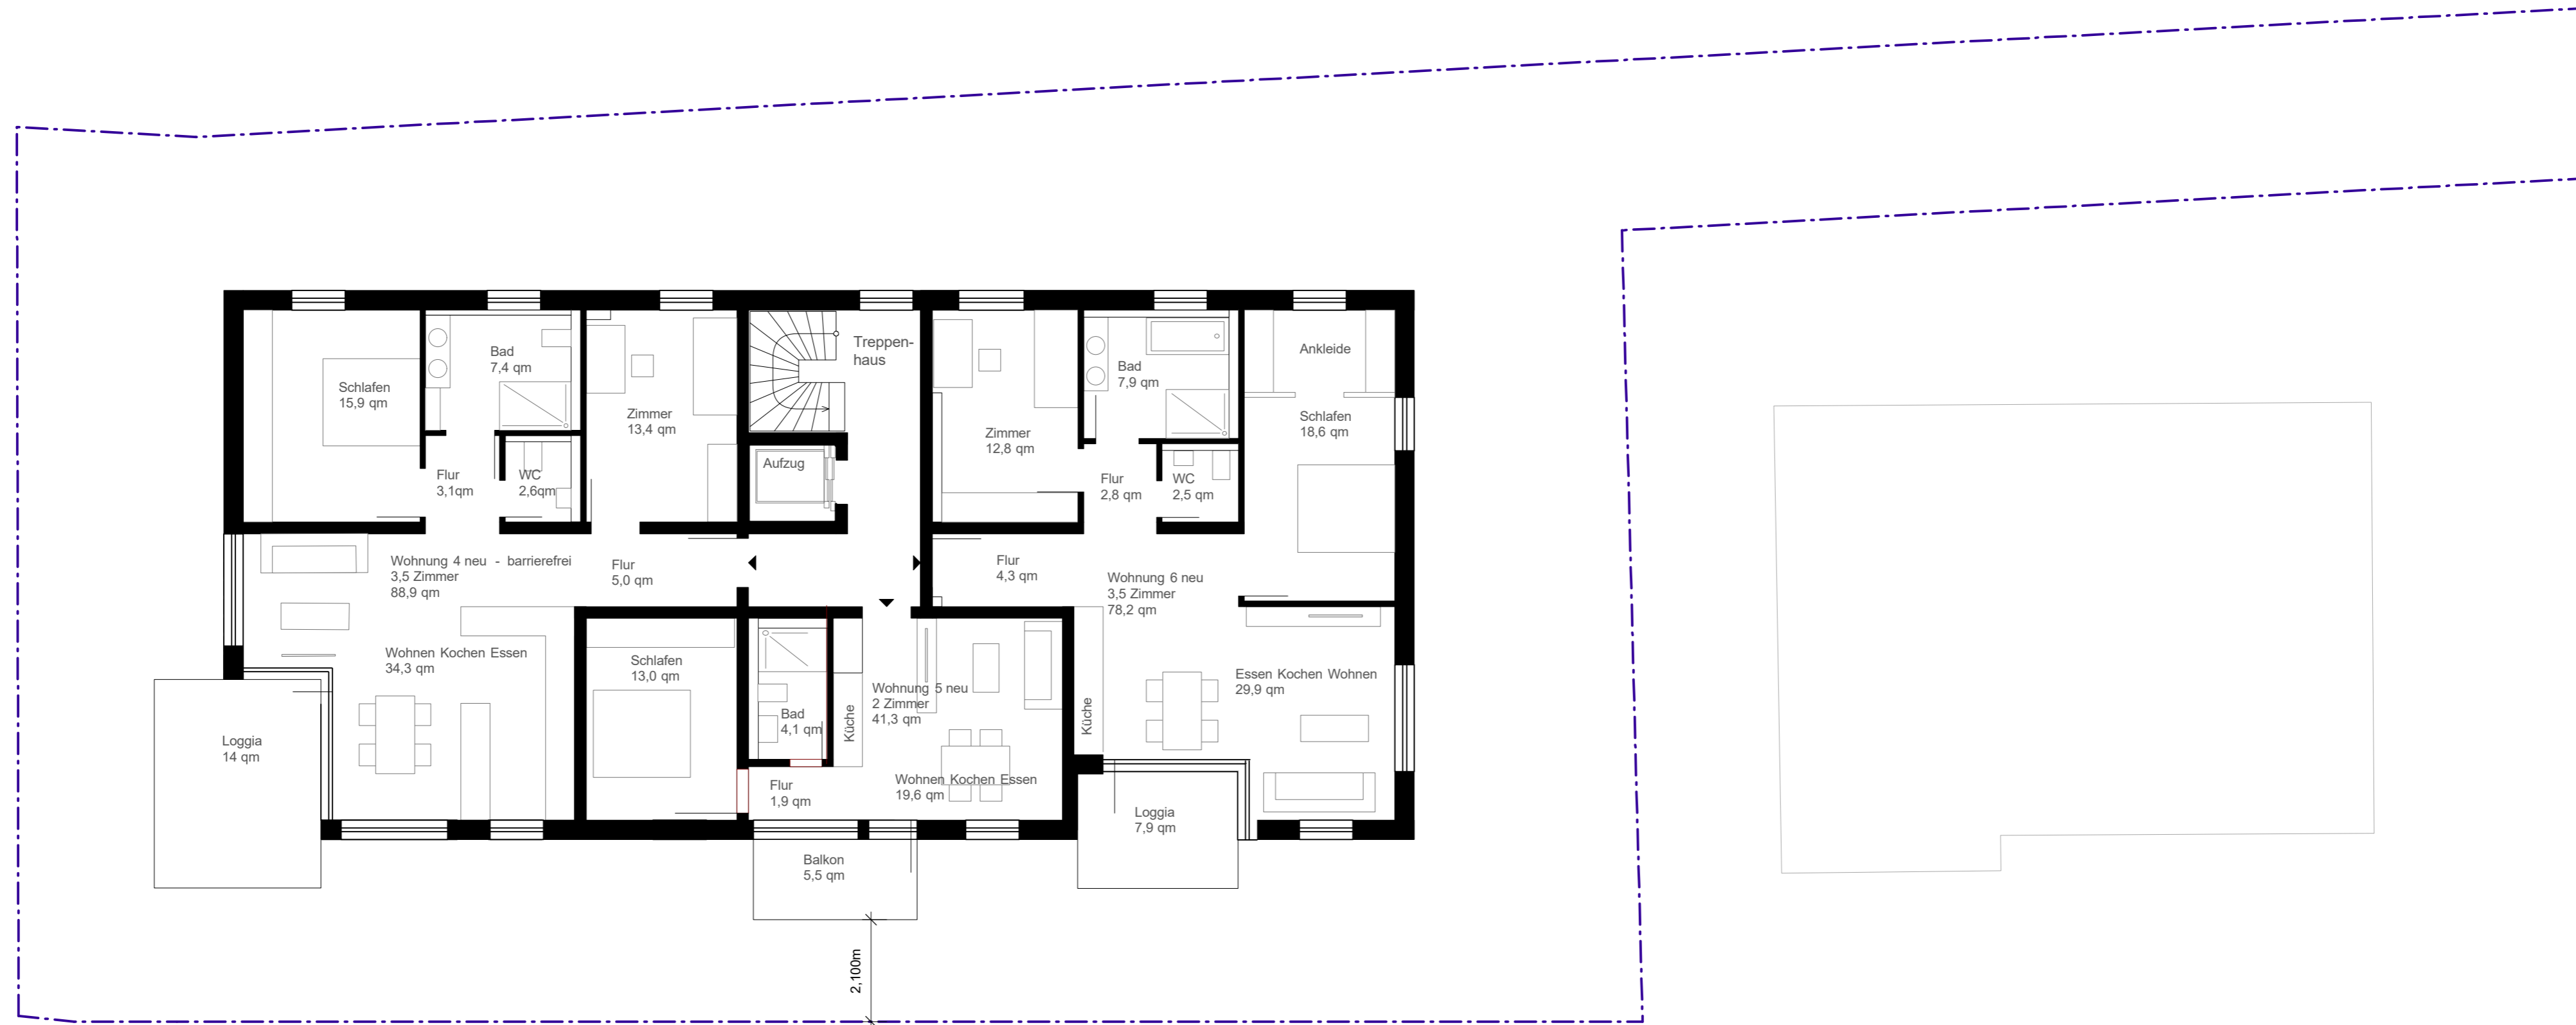 Schlafen
15,9 qm
Bad
7,4 qm
Flur
3,1qm
WC
2,6qm
Zimmer
13,4 qm
Treppen-
haus
Aufzug
Zimmer
12,8 qm
Bad
7,9 qm
Flur
2,8 qm
WC
2,5 qm
Ankleide
Schlafen
18,6 qm
Wohnung 4 neu - barrierefrei
3,5 Zimmer
88,9 qm
Flur
5,0 qm
Flur
4,3 qm
Wohnung 6 neu
3,5 Zimmer
78,2 qm
Wohnen Kochen Essen
34,3 qm
Schlafen
13,0 qm
Bad
4,1 qm
Küche
Wohnung 5 neu
2 Zimmer
41,3 qm
Küche
Essen Kochen Wohnen
29,9 qm
Loggia
14 qm
Flur
1,9 qm
Wohnen Kochen Essen
19,6 qm
Loggia
7,9 qm
Balkon
5,5 qm
2,100m